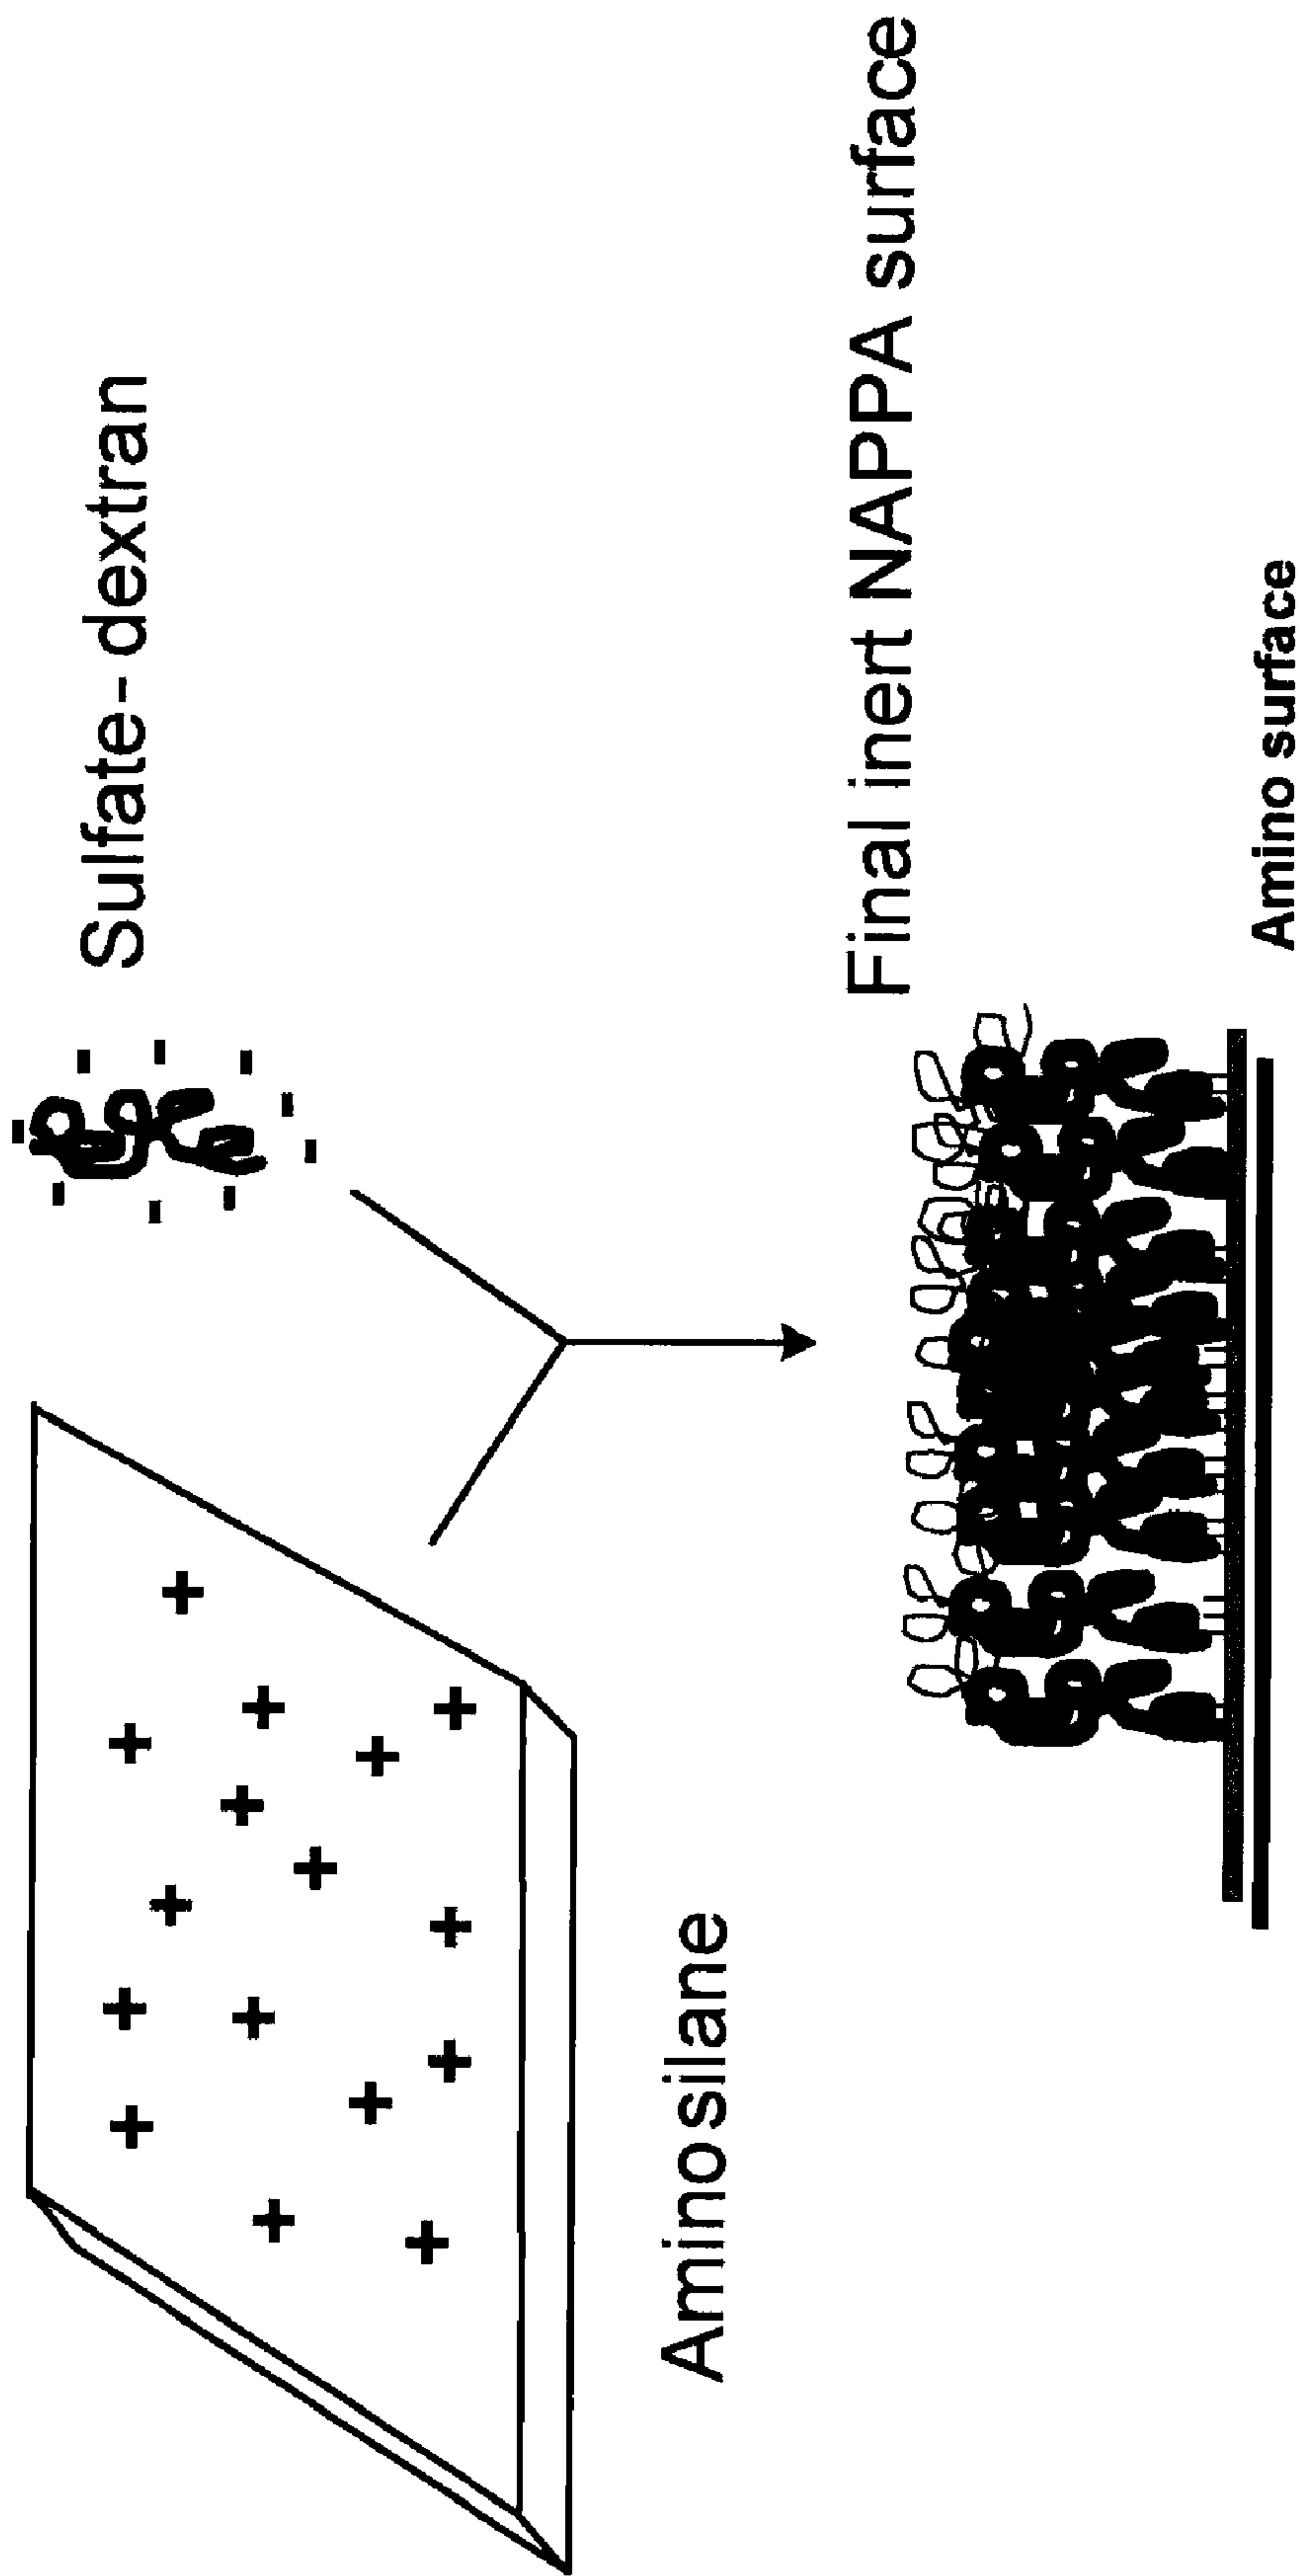 Sulfate-dextran
Aminosilane
Final inert NAPPA surface
Amino surface